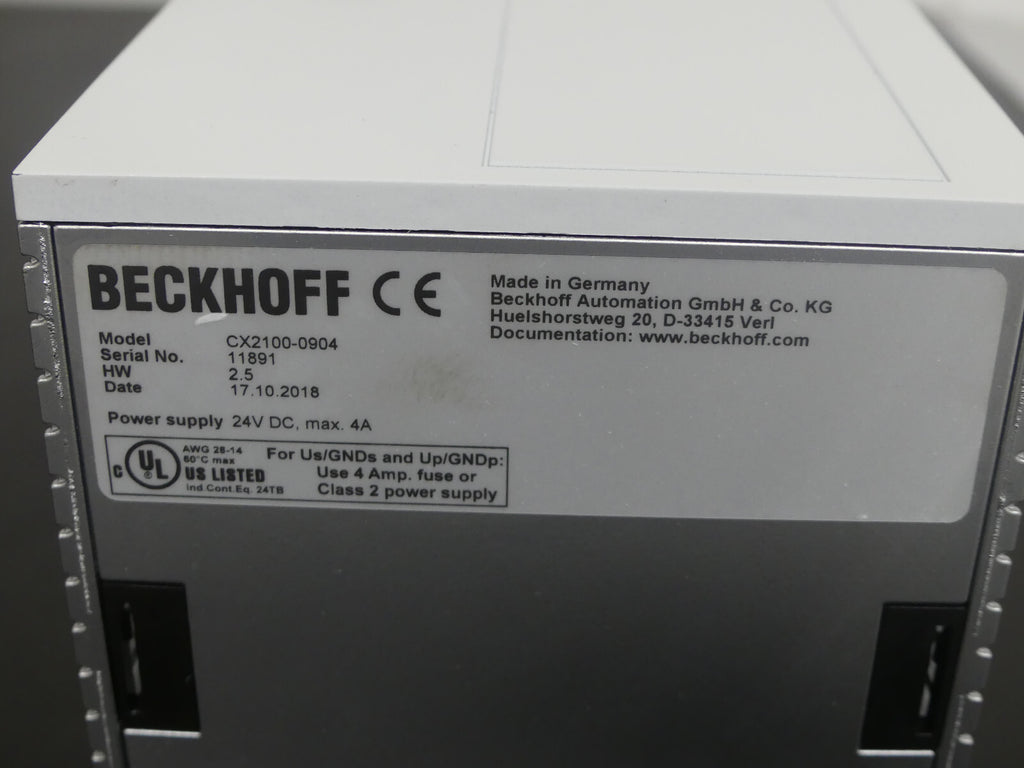 BECKHOFF CE
Model CX2100-0904
Serial No. 11891
HW 2.5
Date 17.10.2018
Power supply 24V DC, max. 4A
Made in Germany
Beckhoff Automation GmbH & Co. KG
Huelshorstweg 20, D-33415 Verl
Documentation: www.beckhoff.com
C UL ® US LISTED
AWG 28-14
60°C max
Ind.Cont.Eq. 24TB
For Us/GNDs and Up/GNDp:
Use 4 Amp. fuse or
Class 2 power supply